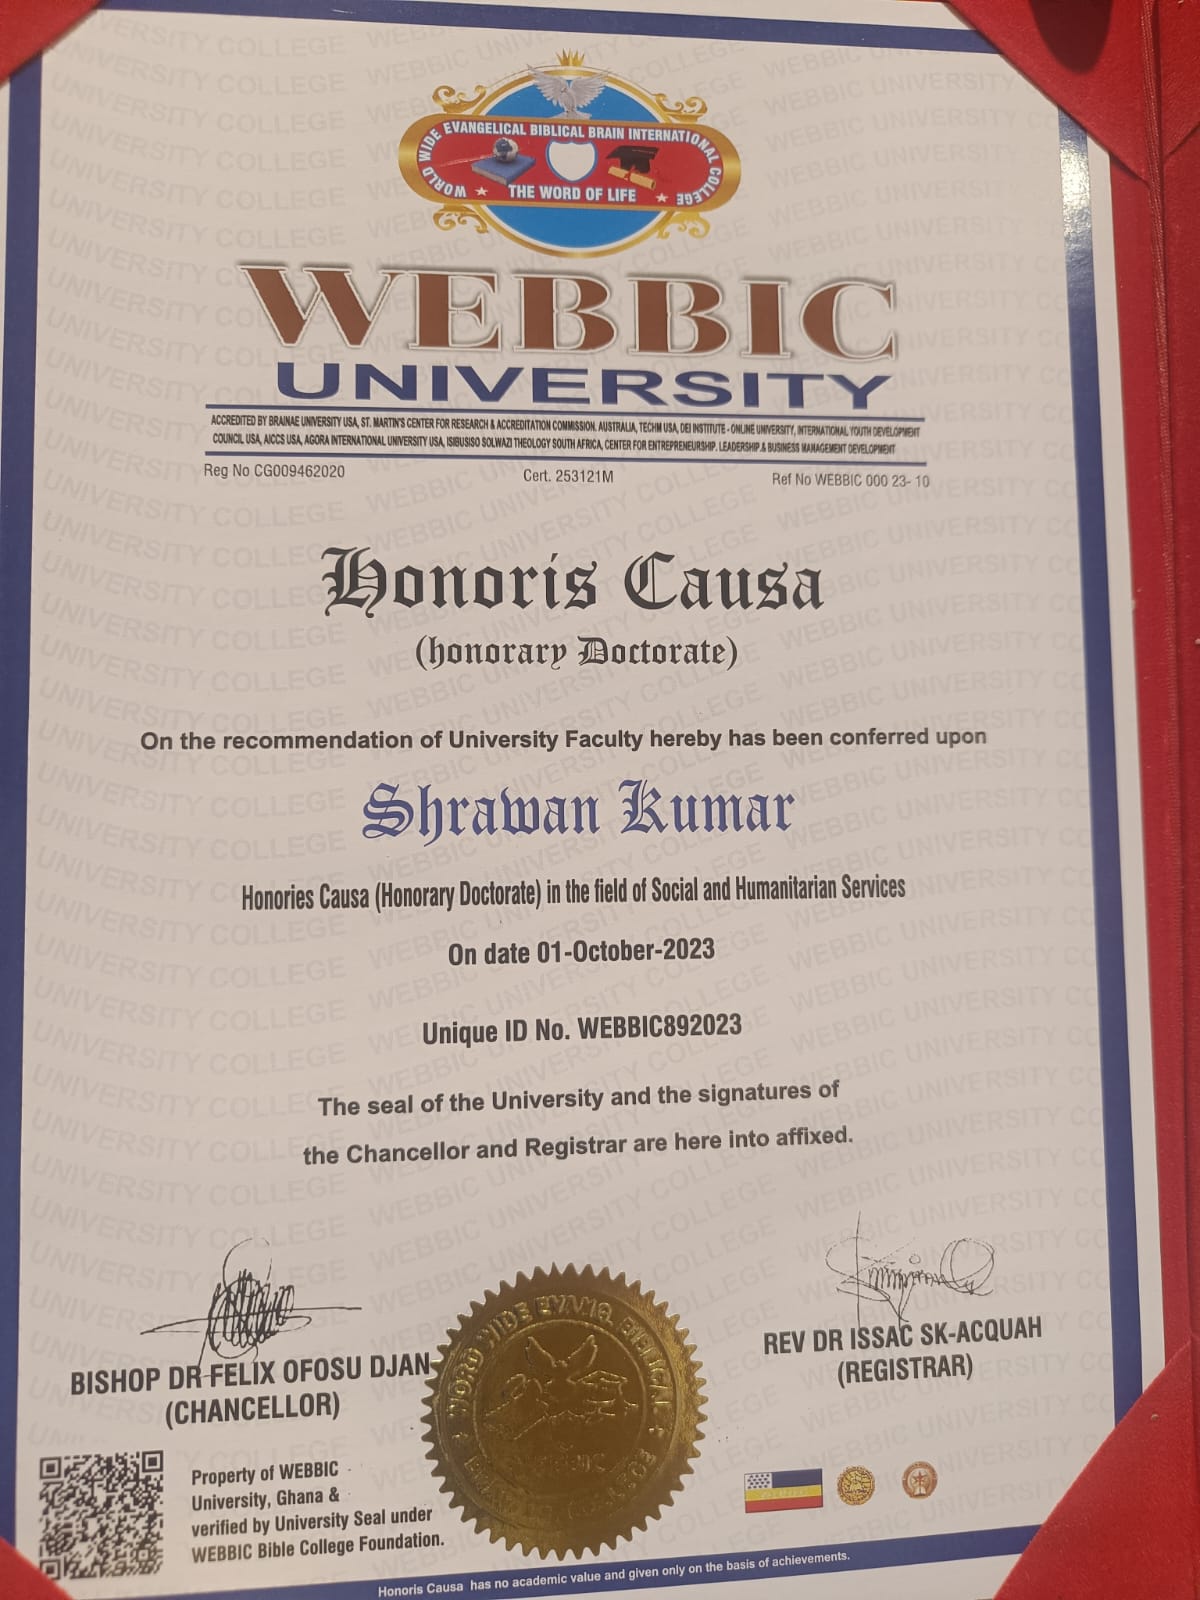 WORLD WIDE EVANGELICAL BIBLICAL BRAIN INTERNATIONAL COLLEGE
THE WORD OF LIFE
WEBBIC
UNIVERSITY
ACCREDITED BY BRAINAE UNIVERSITY USA, ST. MARTIN'S CENTER FOR RESEARCH & ACCREDITATION COMMISSION. AUSTRALIA, TECHM USA, DEI INSTITUTE - ONLINE UNIVERSITY, INTERNATIONAL YOUTH DEVELOPMENT
COUNCIL USA, AICCS USA, AGORA INTERNATIONAL UNIVERSITY USA, ISIBUSISO SOLWAZI THEOLOGY SOUTH AFRICA, CENTER FOR ENTREPRENEURSHIP. LEADERSHIP & BUSINESS MANAGEMENT DEVELOPMENT
Reg No CG009462020 Cert. 253121M Ref No WEBBIC 000 23- 10
Honoris Causa
(honorary Doctorate)
On the recommendation of University Faculty hereby has been conferred upon
Shrawan Kumar
Honories Causa (Honorary Doctorate) in the field of Social and Humanitarian Services
On date 01-October-2023
Unique ID No. WEBBIC892023
The seal of the University and the signatures of
the Chancellor and Registrar are here into affixed.
BISHOP DR FELIX OFOSU DJAN
(CHANCELLOR)
REV DR ISSAC SK-ACQUAH
(REGISTRAR)
Property of WEBBIC
University, Ghana &
verified by University Seal under
WEBBIC Bible College Foundation.
Honoris Causa has no academic value and given only on the basis of achievements.